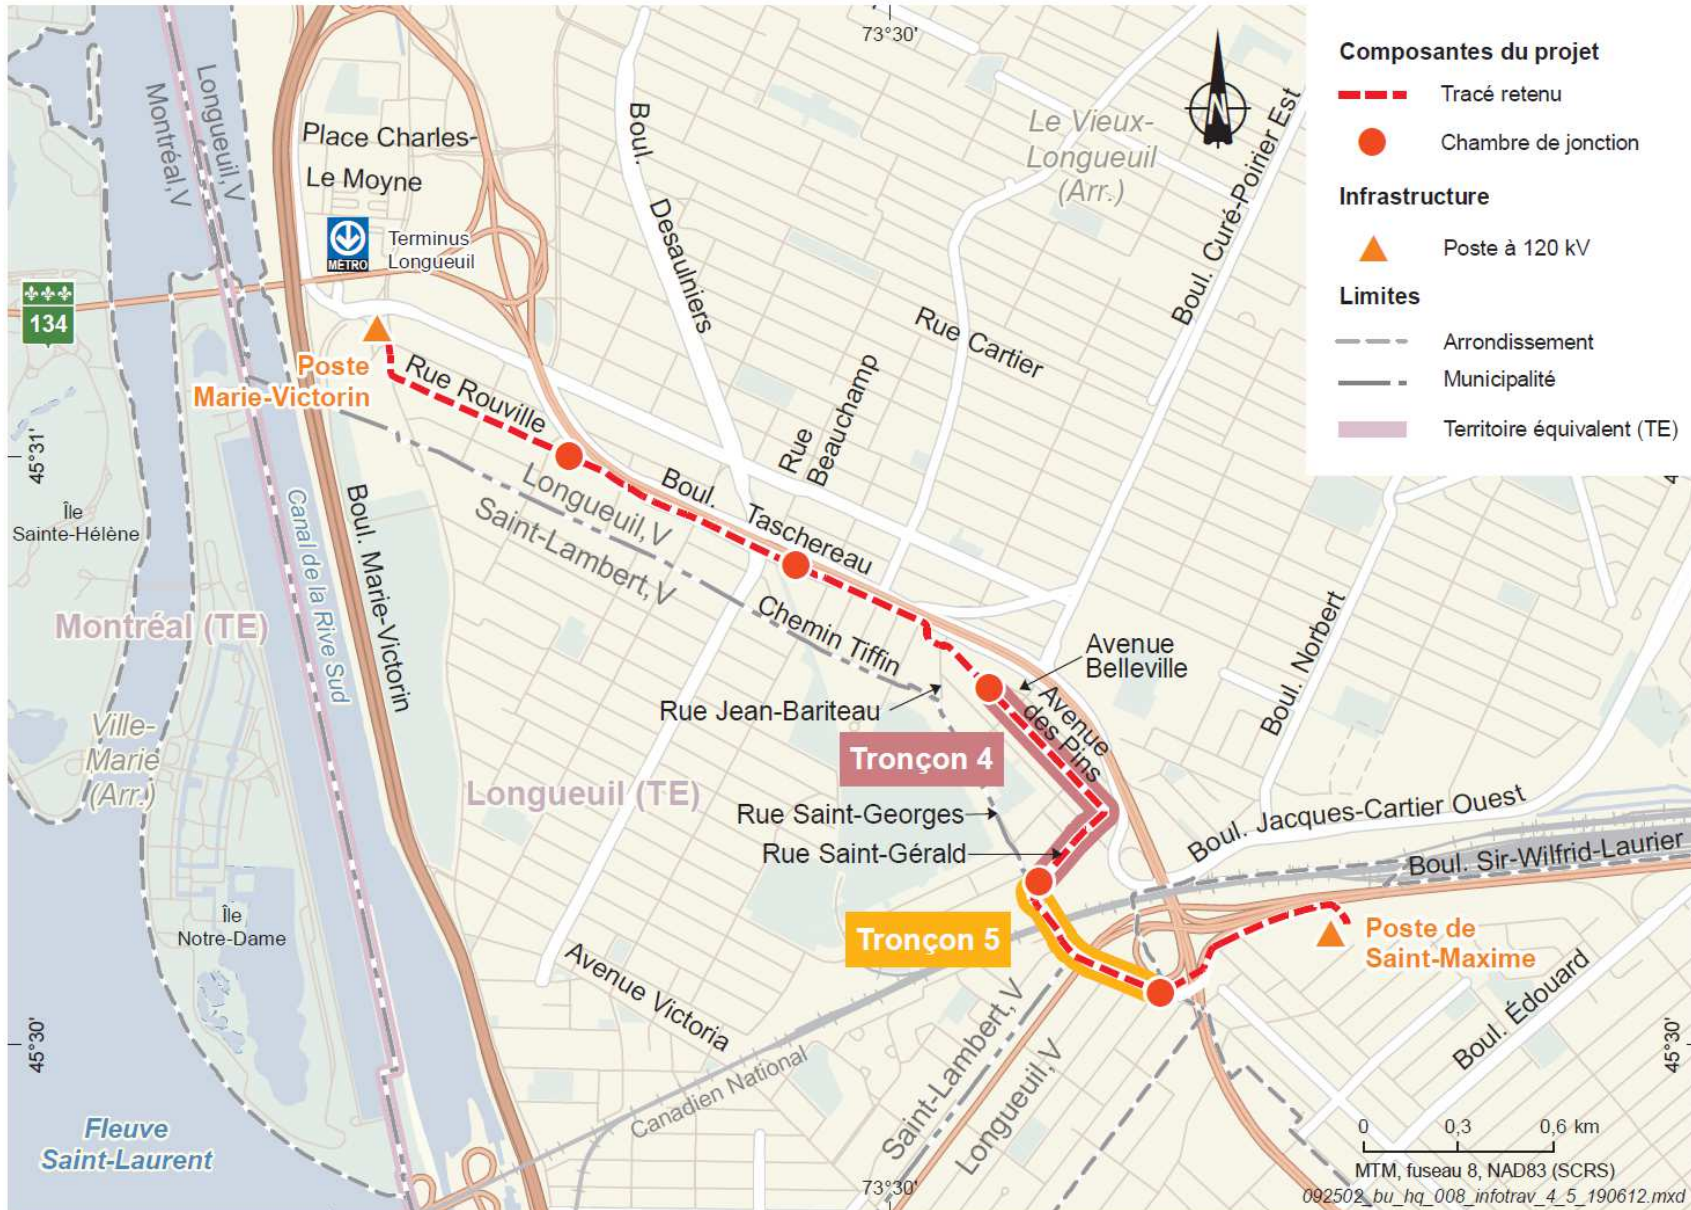 73°30'
Composantes du projet
Tracé retenu
Chambre de jonction
Infrastructure
Poste à 120 kV
Limites
Arrondissement
Municipalité
Territoire équivalent (TE)
N
Longueuil, V
Montréal, V
Place Charles-
Le Moyne
MÉTRO
Terminus
Longueuil
134
Boul.
Desaulniers
Le Vieux-
Longueuil
(Arr.)
Boul. Curé-Poirier Est
Rue Cartier
Rue
Beauchamp
Poste
Marie-Victorin
Rue Rouville
45°31'
Île
Sainte-Hélène
Canal de la Rive Sud
Boul. Marie-Victorin
Longueuil, V
Saint-Lambert, V
Boul.
Taschereau
Chemin Tiffin
Montréal (TE)
Ville-
Marie
(Arr.)
Longueuil (TE)
Rue Jean-Bariteau
Avenue
Belleville
Avenue
des Pins
Boul. Norbert
Tronçon 4
Rue Saint-Georges
Rue Saint-Gérald
Boul. Jacques-Cartier Ouest
Boul. Sir-Wilfrid-Laurier
Tronçon 5
Poste de
Saint-Maxime
Île
Notre-Dame
Avenue Victoria
Canadien National
Saint-Lambert, V
Longueuil, V
Boul. Édouard
45°30'
45°30'
Fleuve
Saint-Laurent
73°30'
0 0,3 0,6 km
MTM, fuseau 8, NAD83 (SCRS)
092502_bu_hq_008_infotrav_4_5_190612.mxd